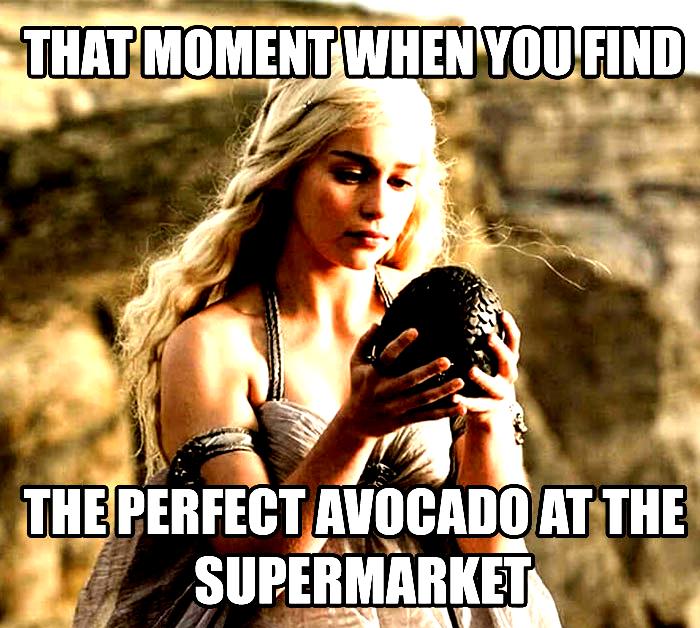 THAT MOMENT WHEN YOU FIND
THE PERFECT AVOCADO AT THE
SUPERMARKET